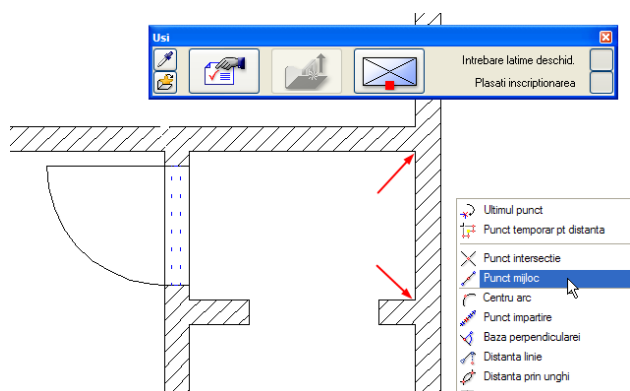 Usi
Intrebare latime deschid.
Plasati inscriptionarea
Ultimul punct
Punct temporar pt distanta
Punct intersectie
Punct mijloc
Centru arc
Punct impartire
Baza perpendicularei
Distanta linie
Distanta prin unghi